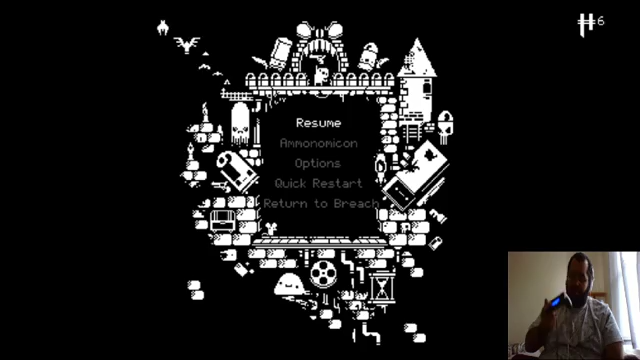 6
Resume
Ammonomicon
Options
Quick Restart
Return to Breach